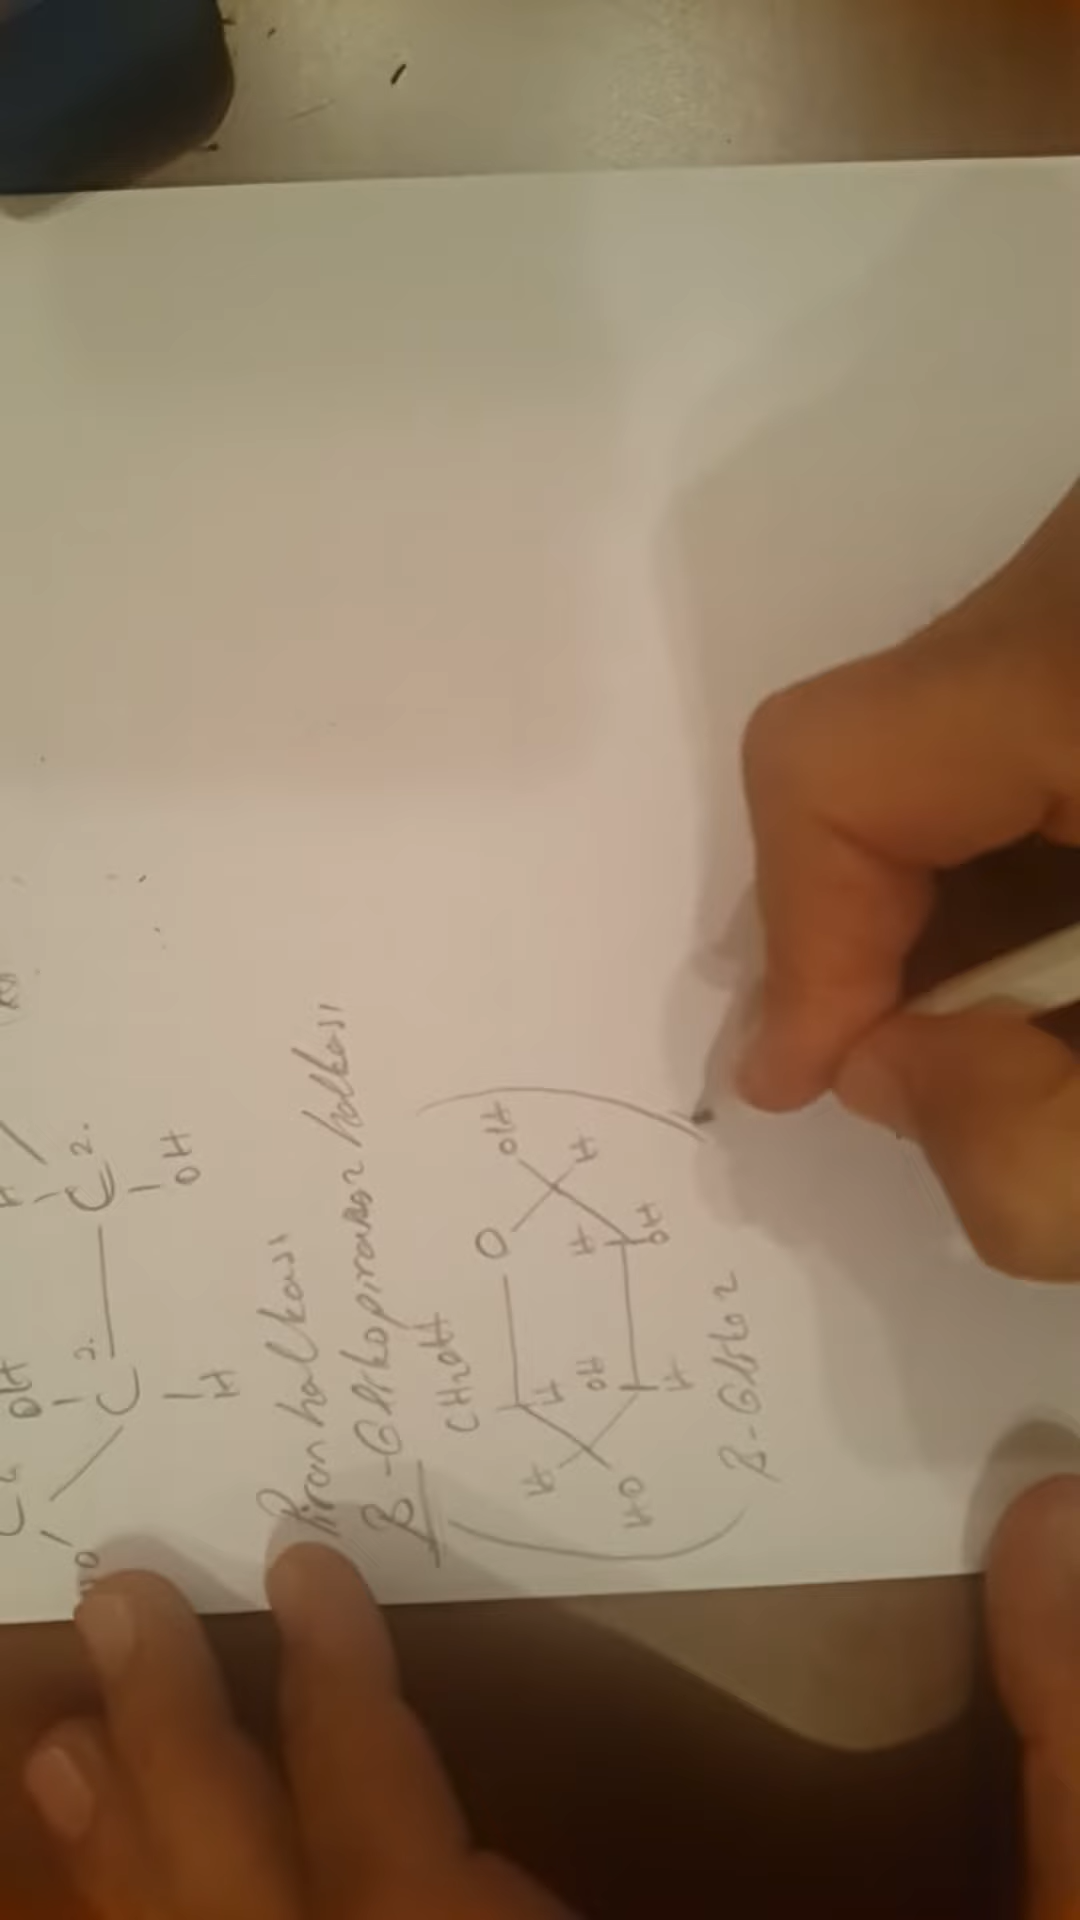 OH
C 2. C 2.
H OH
Piran halkası
B-Glikopiranoz halkası
CH2OH
O
H OH
H
OH H H
HO
H OH
B-Glikoz